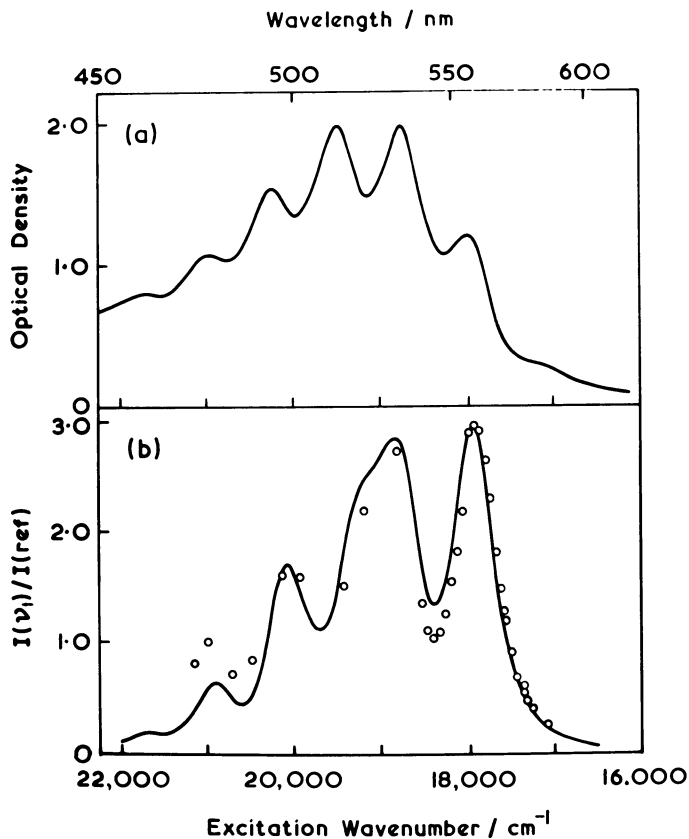 Wavelength / nm
450 500 550 600
(a)
2·0
1·0
0
Optical Density
(b)
3·0
2·0
1·0
0
I(ν₁)/I(ref)
22,000 20,000 18,000 16.000
Excitation Wavenumber / cm⁻¹